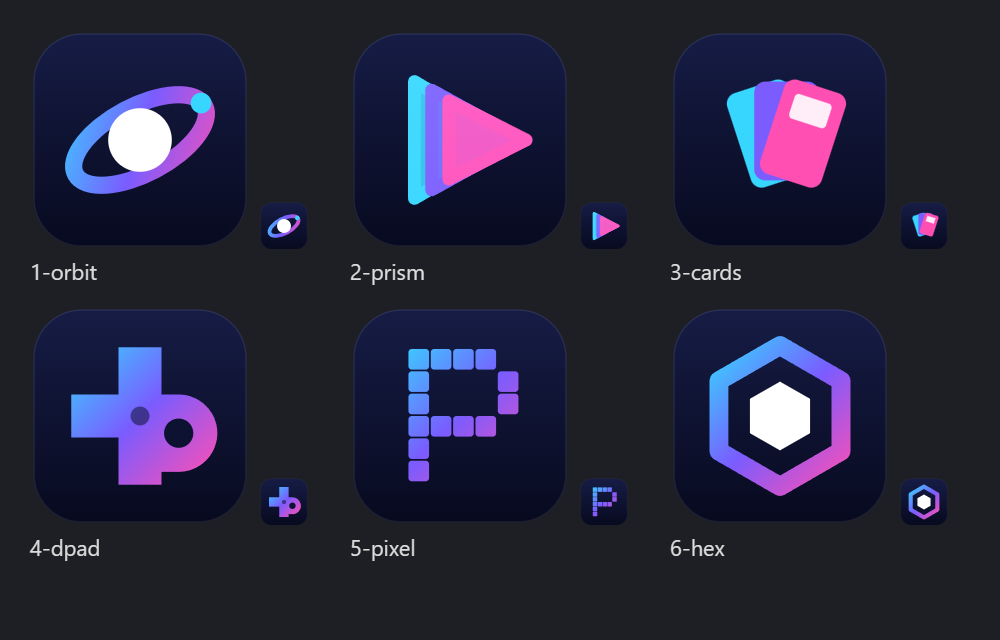 1-orbit
2-prism
3-cards
4-dpad
5-pixel
6-hex